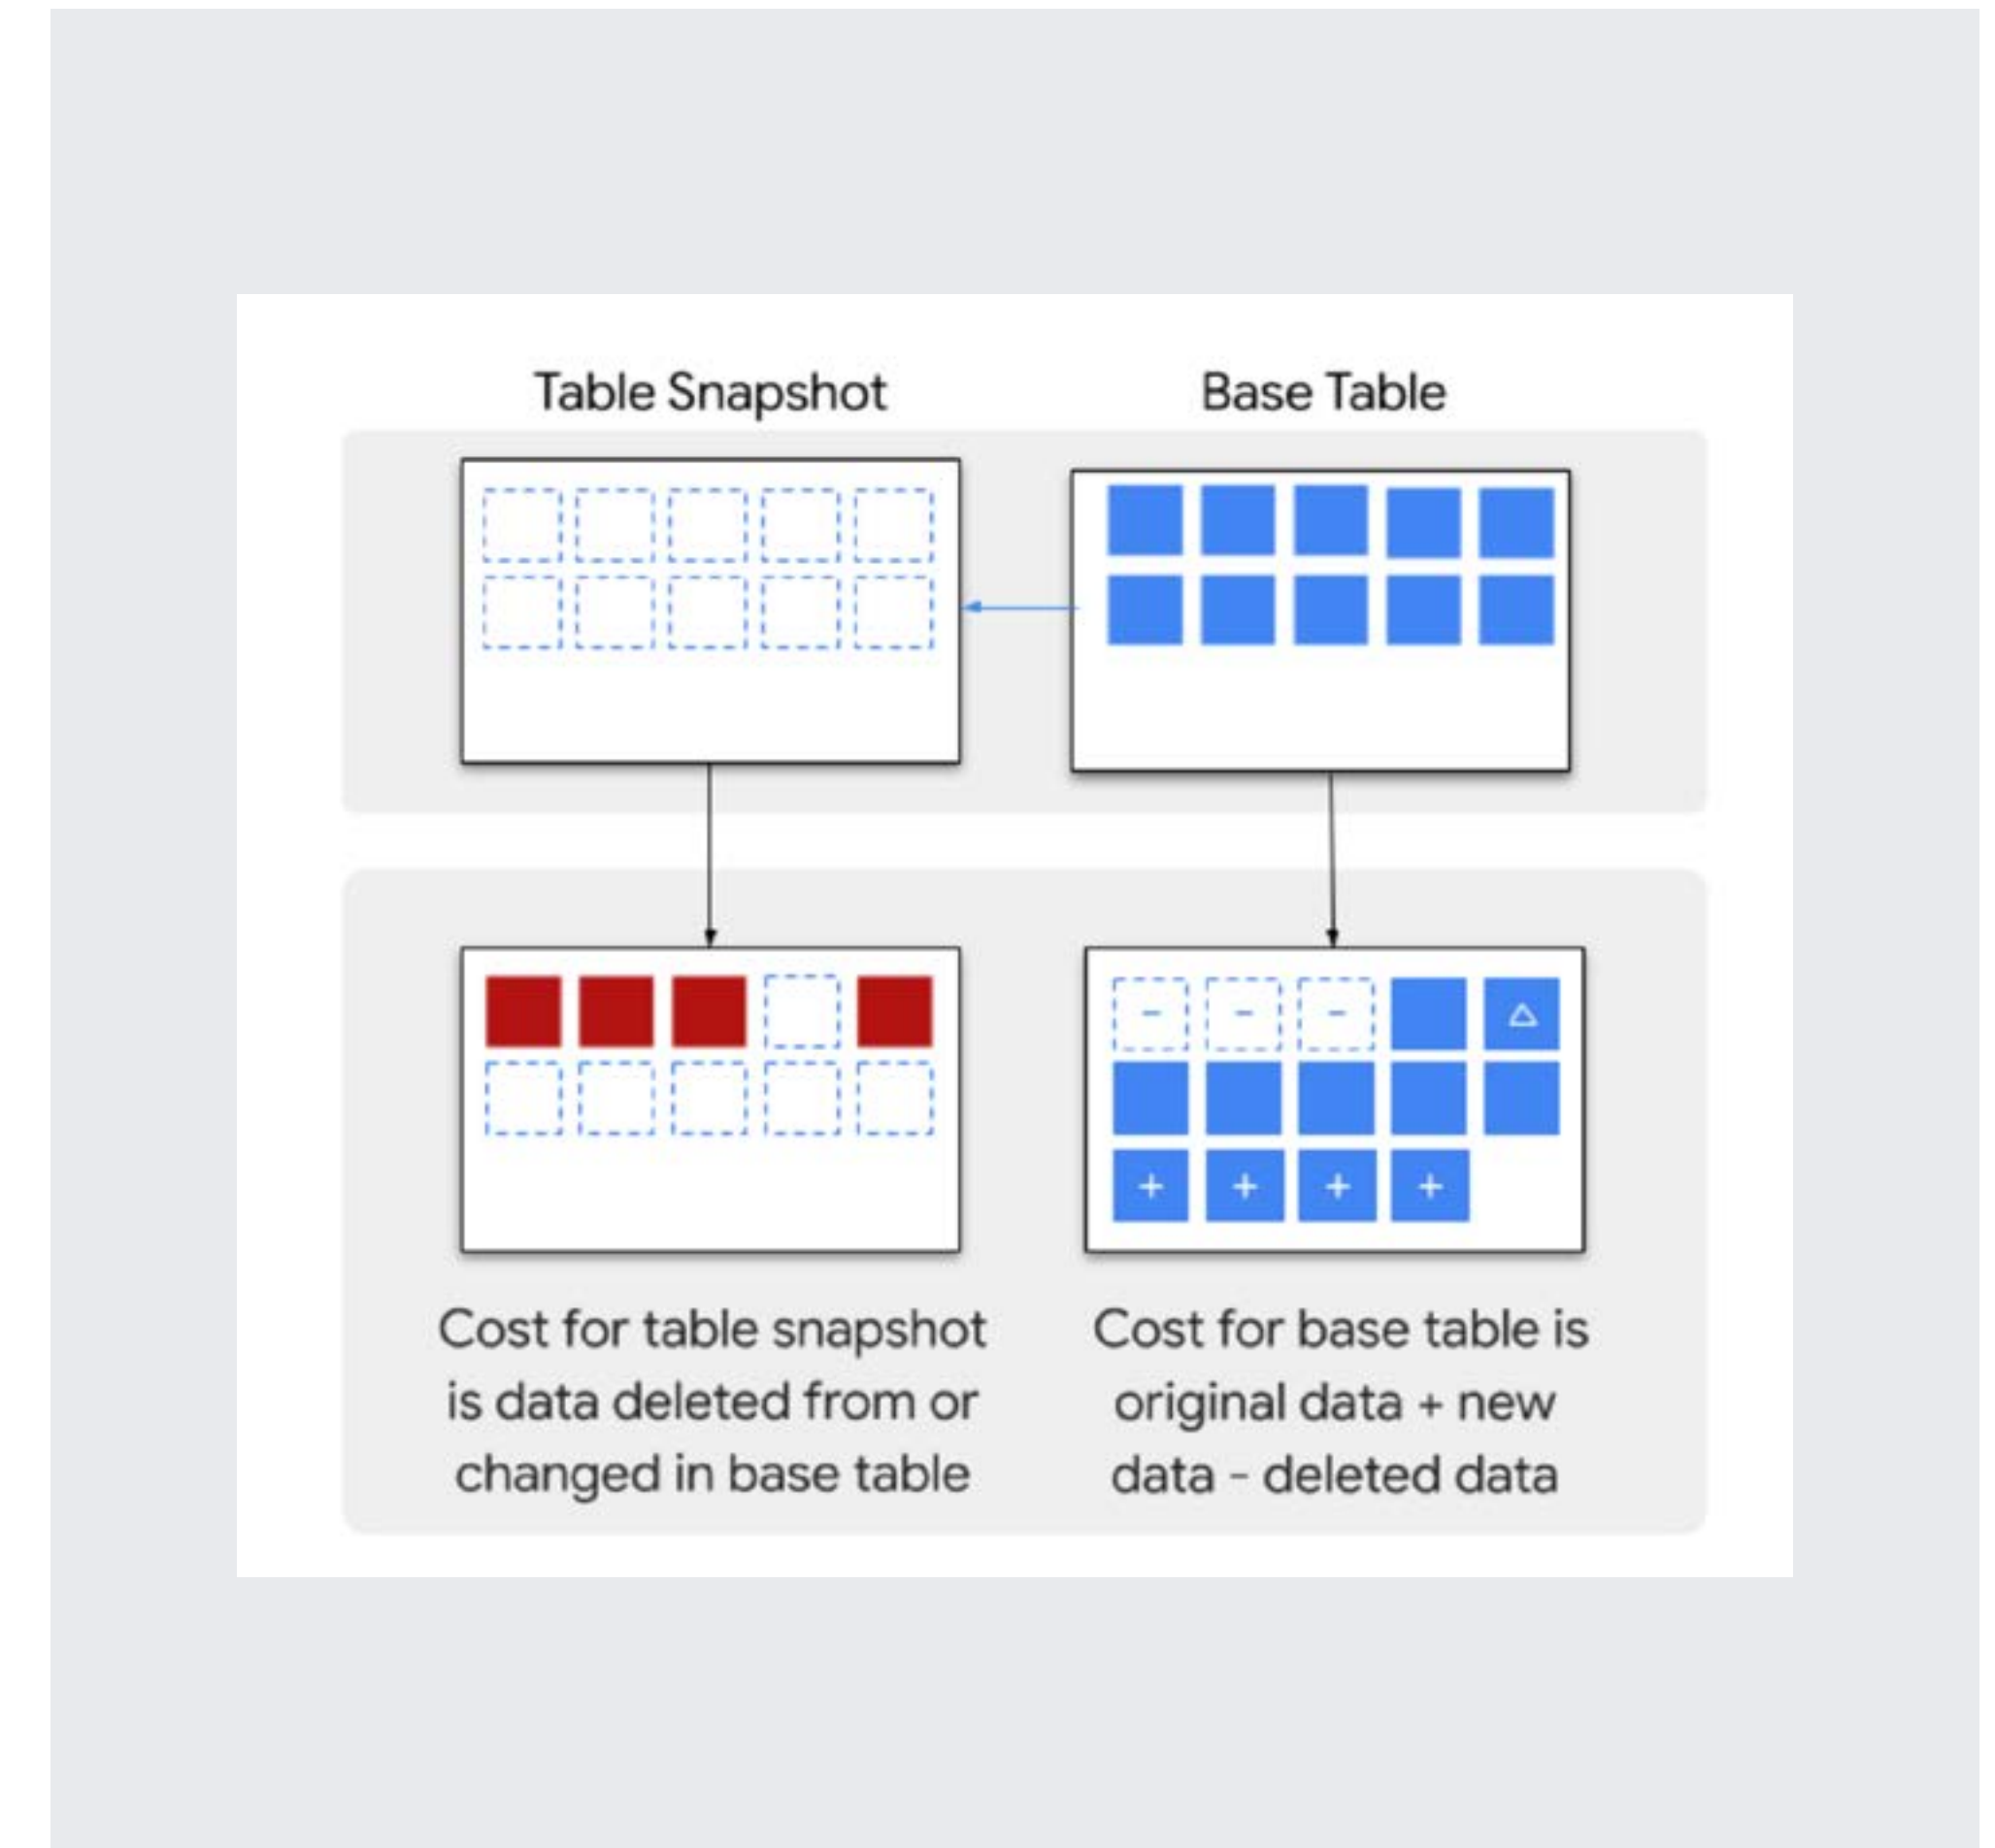 Table Snapshot
Base Table
− − −
△
+ + + +
Cost for table snapshot
is data deleted from or
changed in base table
Cost for base table is
original data + new
data - deleted data